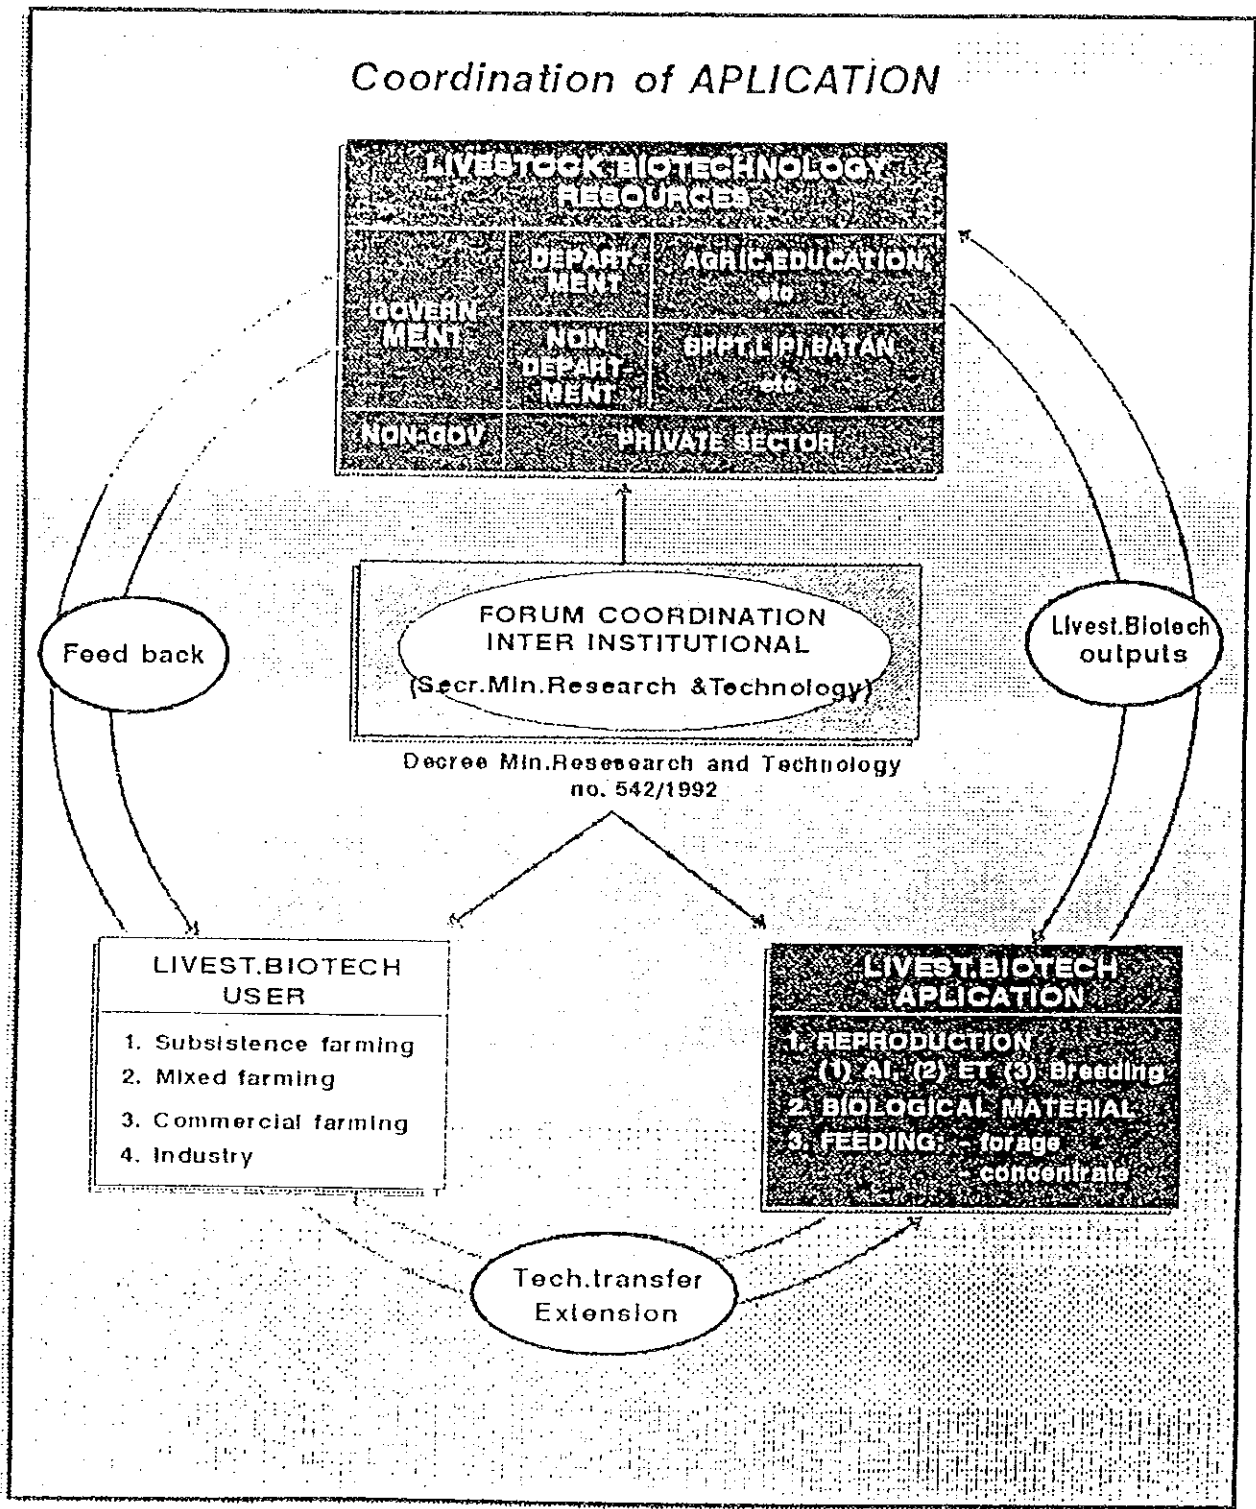 Coordination of APLICATION
LIVESTOCK BIOTECHNOLOGY
RESOURCES
GOVERN-
MENT
DEPART-
MENT
AGRIC,EDUCATION,
etc
NON
DEPART-
MENT
BPPT,LIPI,BATAN
etc
NON-GOV
PRIVATE SECTOR
FORUM COORDINATION
INTER INSTITUTIONAL
(Secr.Min.Research &Technology)
Decree Min.Resesearch and Technology
no. 542/1992
Feed back
Livest.Biotech
outputs
LIVEST.BIOTECH
USER
1. Subsistence farming
2. Mixed farming
3. Commercial farming
4. Industry
LIVEST.BIOTECH
APLICATION
1. REPRODUCTION
(1) AI, (2) ET (3) Breeding
2. BIOLOGICAL MATERIAL
3. FEEDING: - forage
- concentrate
Tech.transfer
Extension